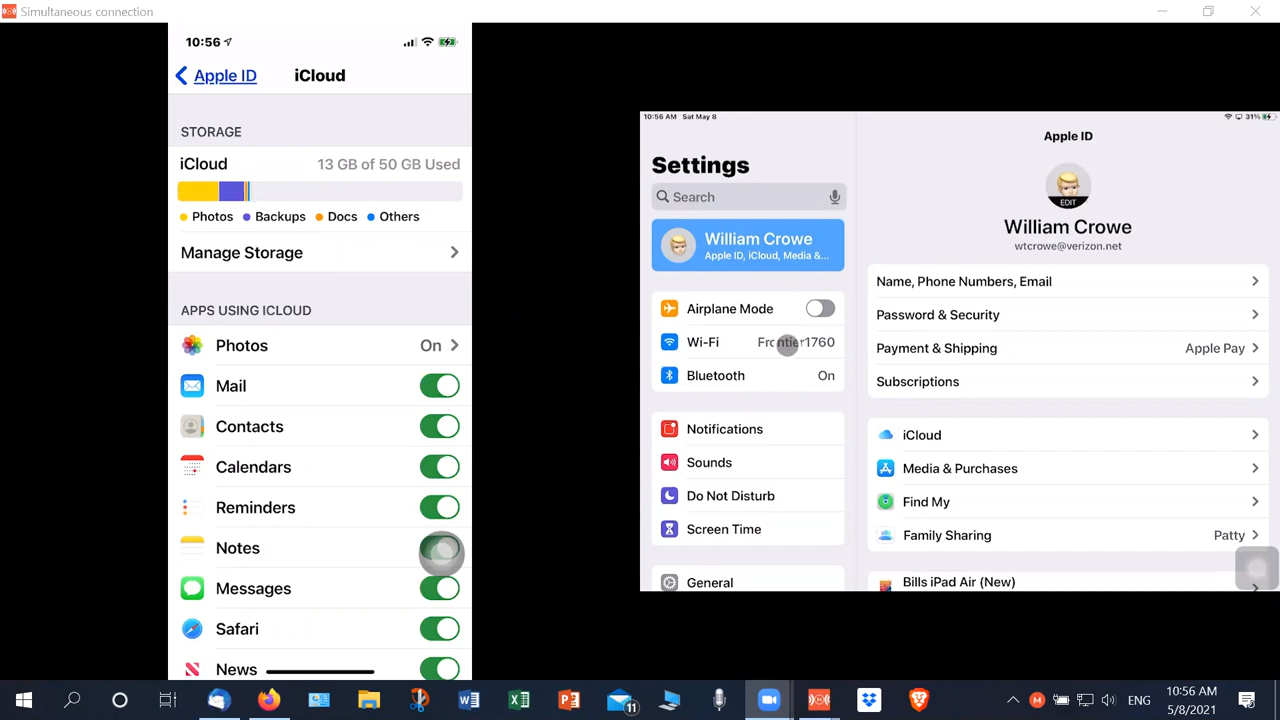 Simultaneous connection
10:56
Apple ID
iCloud
STORAGE
iCloud
13 GB of 50 GB Used
Photos
Backups
Docs
Others
Manage Storage
APPS USING ICLOUD
Photos
On
Mail
Contacts
Calendars
Reminders
Notes
Messages
Safari
News
10:56 AM Sat May 8
31%
Settings
Search
William Crowe
Apple ID, iCloud, Media &...
Airplane Mode
Wi-Fi
Frontier1760
Bluetooth
On
Notifications
Sounds
Do Not Disturb
Screen Time
General
Apple ID
EDIT
William Crowe
wtcrowe@verizon.net
Name, Phone Numbers, Email
Password & Security
Payment & Shipping
Apple Pay
Subscriptions
iCloud
Media & Purchases
Find My
Family Sharing
Patty
Bills iPad Air (New)
11
ENG
10:56 AM
5/8/2021